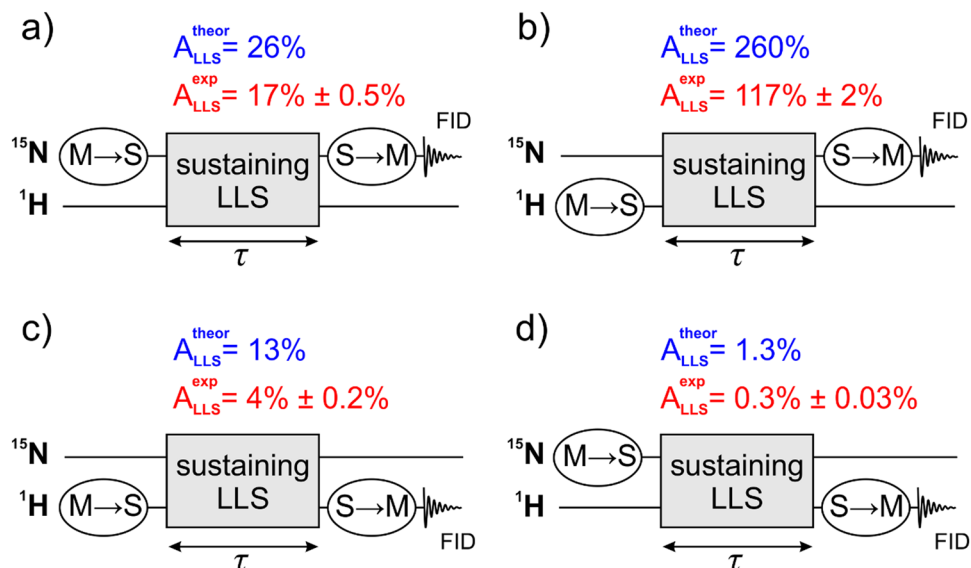 a)
A_LLS^theor = 26%
A_LLS^exp = 17% ± 0.5%
FID
¹⁵N M→S sustaining LLS S→M
¹H
τ
b)
A_LLS^theor = 260%
A_LLS^exp = 117% ± 2%
FID
¹⁵N sustaining LLS S→M
¹H M→S
τ
c)
A_LLS^theor = 13%
A_LLS^exp = 4% ± 0.2%
¹⁵N sustaining LLS
¹H M→S S→M
FID
τ
d)
A_LLS^theor = 1.3%
A_LLS^exp = 0.3% ± 0.03%
¹⁵N M→S sustaining LLS
¹H S→M
FID
τ